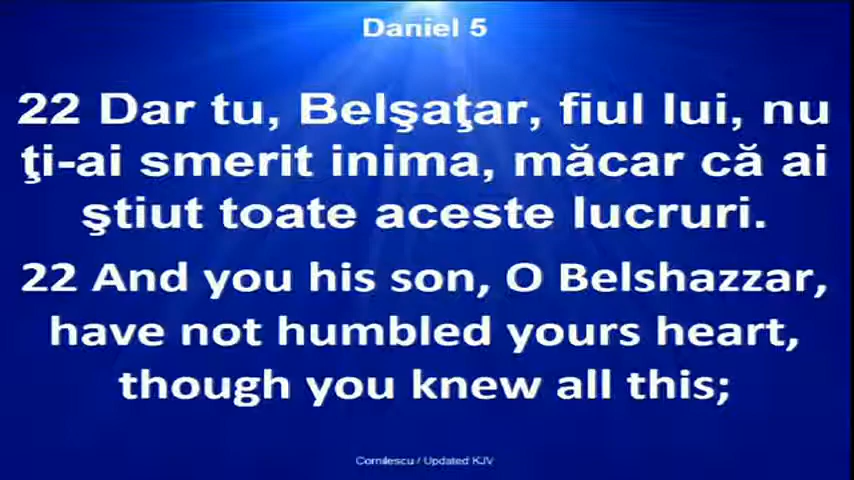 Daniel 5
22 Dar tu, Belşaţar, fiul lui, nu
ţi-ai smerit inima, măcar că ai
ştiut toate aceste lucruri.
22 And you his son, O Belshazzar,
have not humbled yours heart,
though you knew all this;
Cornilescu / Updated KJV